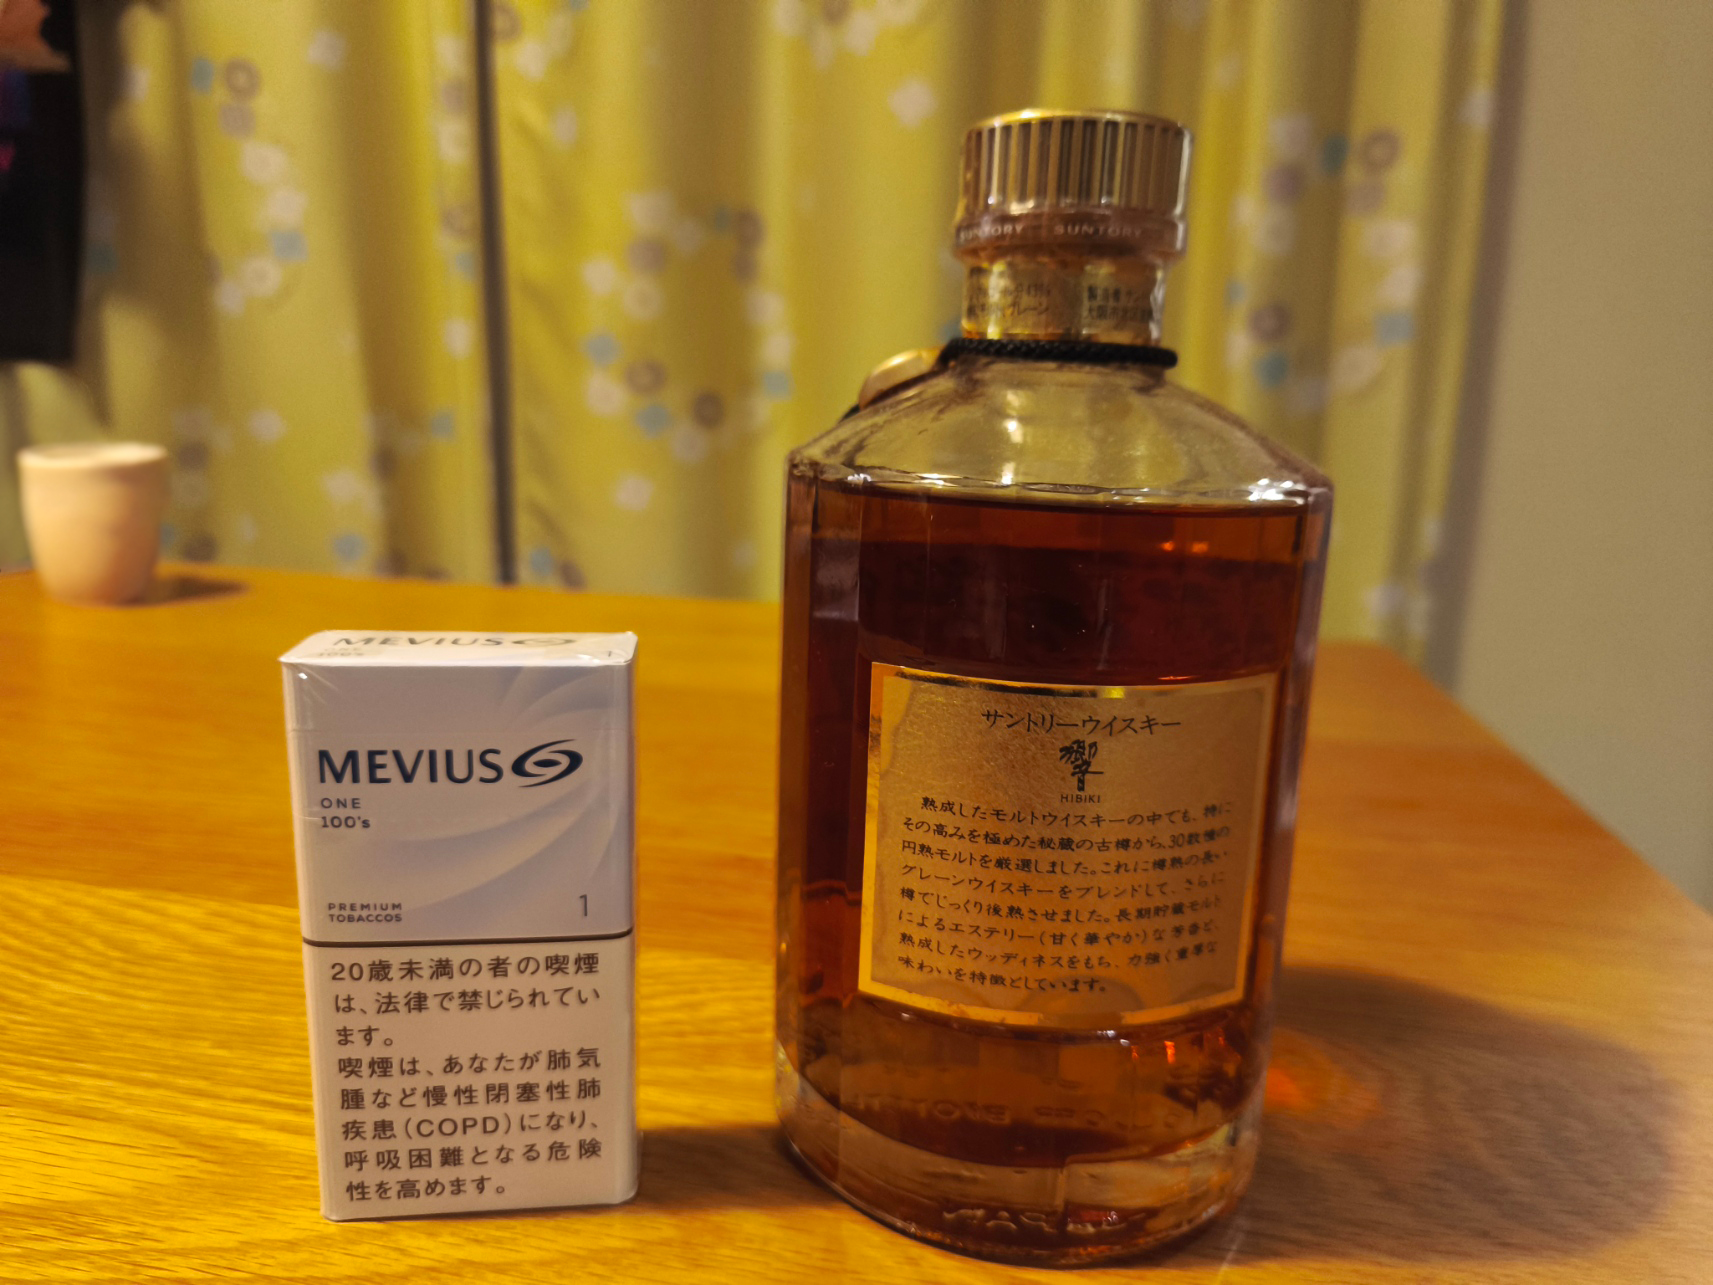 MEVIUS
MEVIUS
ONE
100's
PREMIUM
TOBACCOS
1
20歳未満の者の喫煙
は、法律で禁じられてい
ます。
喫煙は、あなたが肺気
腫など慢性閉塞性肺
疾患(COPD)になり、
呼吸困難となる危険
性を高めます。
SUNTORY SUNTORY
サントリーウイスキー
響
HIBIKI
熟成したモルトウイスキーの中でも、特に
その高みを極めた秘蔵の古樽から、30数種の
円熟モルトを厳選しました。これに樽熟の長い
グレーンウイスキーをブレンドして、さらに
樽でじっくり後熟させました。長期貯蔵モルト
によるエステリー(甘く華やか)な芳香と、
熟成したウッディネスをもち、力強く重厚な
味わいを特徴としています。